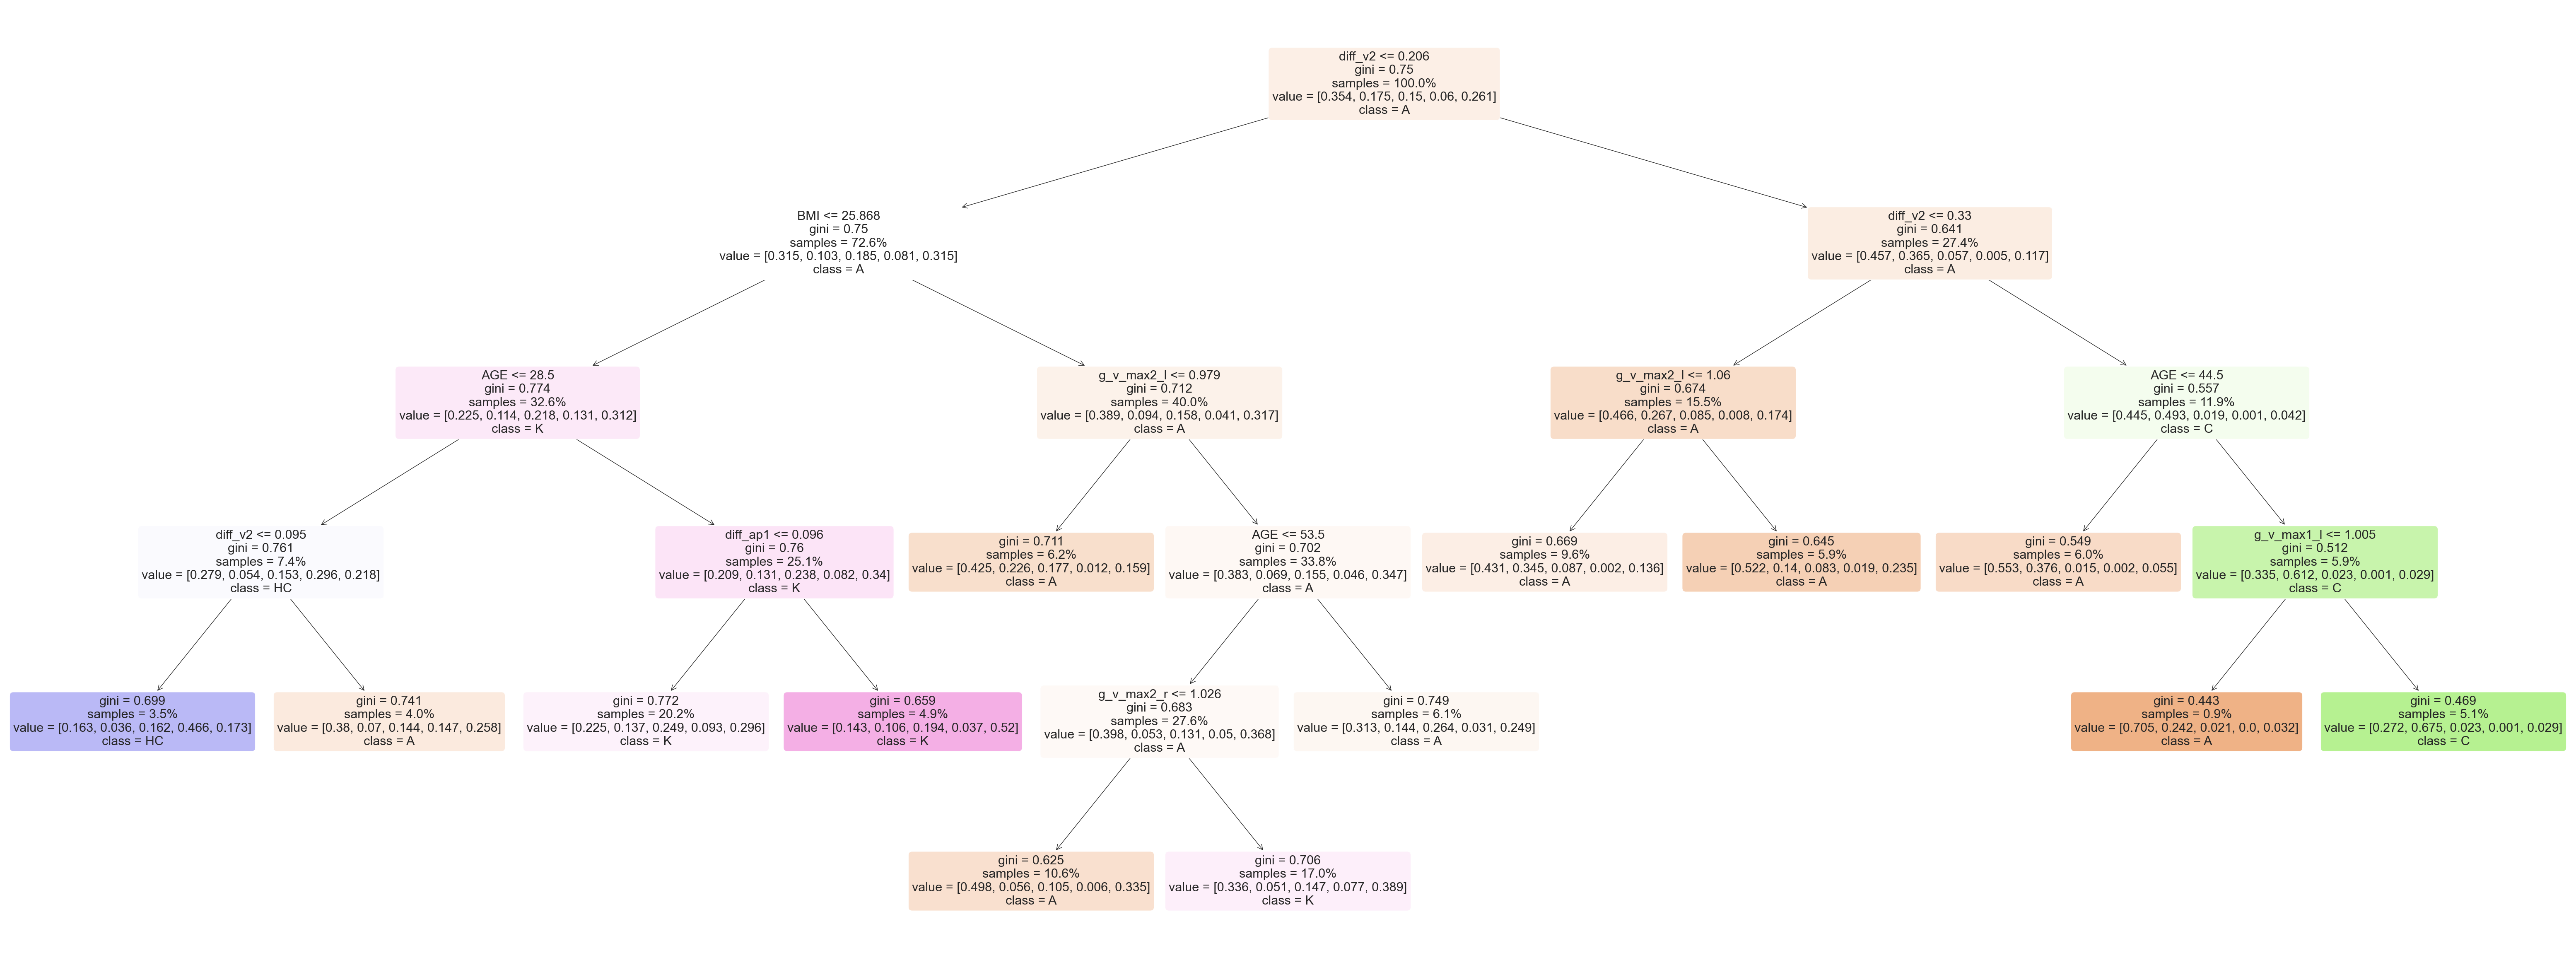 diff_v2 <= 0.206
gini = 0.75
samples = 100.0%
value = [0.354, 0.175, 0.15, 0.06, 0.261]
class = A
BMI <= 25.868
gini = 0.75
samples = 72.6%
value = [0.315, 0.103, 0.185, 0.081, 0.315]
class = A
diff_v2 <= 0.33
gini = 0.641
samples = 27.4%
value = [0.457, 0.365, 0.057, 0.005, 0.117]
class = A
AGE <= 28.5
gini = 0.774
samples = 32.6%
value = [0.225, 0.114, 0.218, 0.131, 0.312]
class = K
g_v_max2_l <= 0.979
gini = 0.712
samples = 40.0%
value = [0.389, 0.094, 0.158, 0.041, 0.317]
class = A
g_v_max2_l <= 1.06
gini = 0.674
samples = 15.5%
value = [0.466, 0.267, 0.085, 0.008, 0.174]
class = A
AGE <= 44.5
gini = 0.557
samples = 11.9%
value = [0.445, 0.493, 0.019, 0.001, 0.042]
class = C
diff_v2 <= 0.095
gini = 0.761
samples = 7.4%
value = [0.279, 0.054, 0.153, 0.296, 0.218]
class = HC
diff_ap1 <= 0.096
gini = 0.76
samples = 25.1%
value = [0.209, 0.131, 0.238, 0.082, 0.34]
class = K
gini = 0.711
samples = 6.2%
value = [0.425, 0.226, 0.177, 0.012, 0.159]
class = A
AGE <= 53.5
gini = 0.702
samples = 33.8%
value = [0.383, 0.069, 0.155, 0.046, 0.347]
class = A
gini = 0.669
samples = 9.6%
value = [0.431, 0.345, 0.087, 0.002, 0.136]
class = A
gini = 0.645
samples = 5.9%
value = [0.522, 0.14, 0.083, 0.019, 0.235]
class = A
gini = 0.549
samples = 6.0%
value = [0.553, 0.376, 0.015, 0.002, 0.055]
class = A
g_v_max1_l <= 1.005
gini = 0.512
samples = 5.9%
value = [0.335, 0.612, 0.023, 0.001, 0.029]
class = C
gini = 0.699
samples = 3.5%
value = [0.163, 0.036, 0.162, 0.466, 0.173]
class = HC
gini = 0.741
samples = 4.0%
value = [0.38, 0.07, 0.144, 0.147, 0.258]
class = A
gini = 0.772
samples = 20.2%
value = [0.225, 0.137, 0.249, 0.093, 0.296]
class = K
gini = 0.659
samples = 4.9%
value = [0.143, 0.106, 0.194, 0.037, 0.52]
class = K
g_v_max2_r <= 1.026
gini = 0.683
samples = 27.6%
value = [0.398, 0.053, 0.131, 0.05, 0.368]
class = A
gini = 0.749
samples = 6.1%
value = [0.313, 0.144, 0.264, 0.031, 0.249]
class = A
gini = 0.443
samples = 0.9%
value = [0.705, 0.242, 0.021, 0.0, 0.032]
class = A
gini = 0.469
samples = 5.1%
value = [0.272, 0.675, 0.023, 0.001, 0.029]
class = C
gini = 0.625
samples = 10.6%
value = [0.498, 0.056, 0.105, 0.006, 0.335]
class = A
gini = 0.706
samples = 17.0%
value = [0.336, 0.051, 0.147, 0.077, 0.389]
class = K